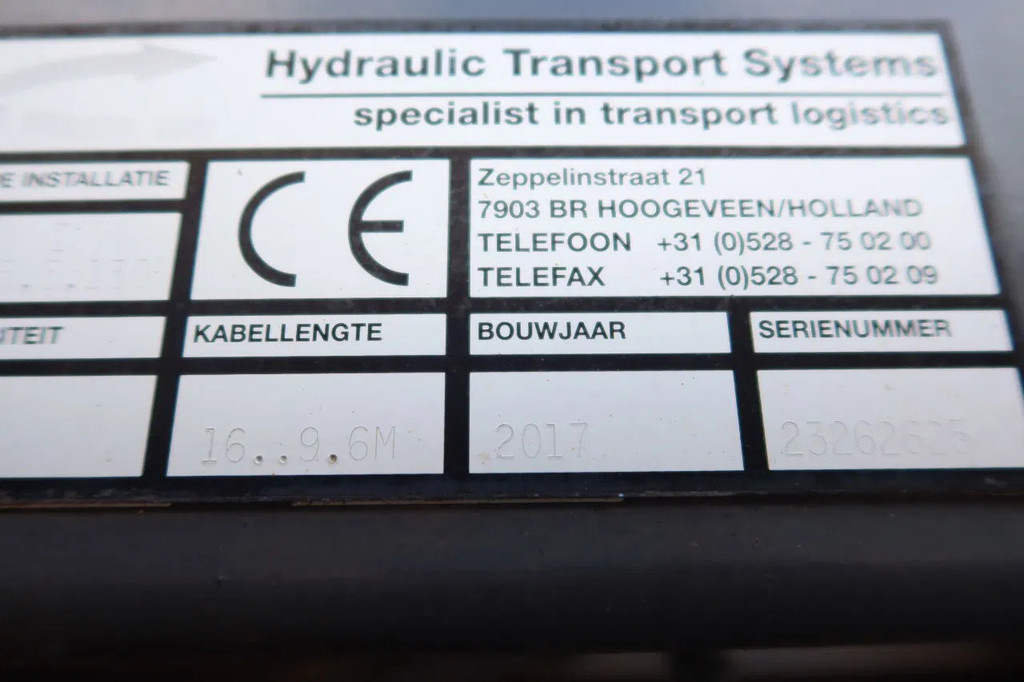 Hydraulic Transport Systems
specialist in transport logistics
E INSTALLATIE
Zeppelinstraat 21
7903 BR HOOGEVEEN/HOLLAND
TELEFOON +31 (0)528 - 75 02 00
TELEFAX +31 (0)528 - 75 02 09
CE
ITEIT
KABELLENGTE
BOUWJAAR
SERIENUMMER
16..9.6M
2017